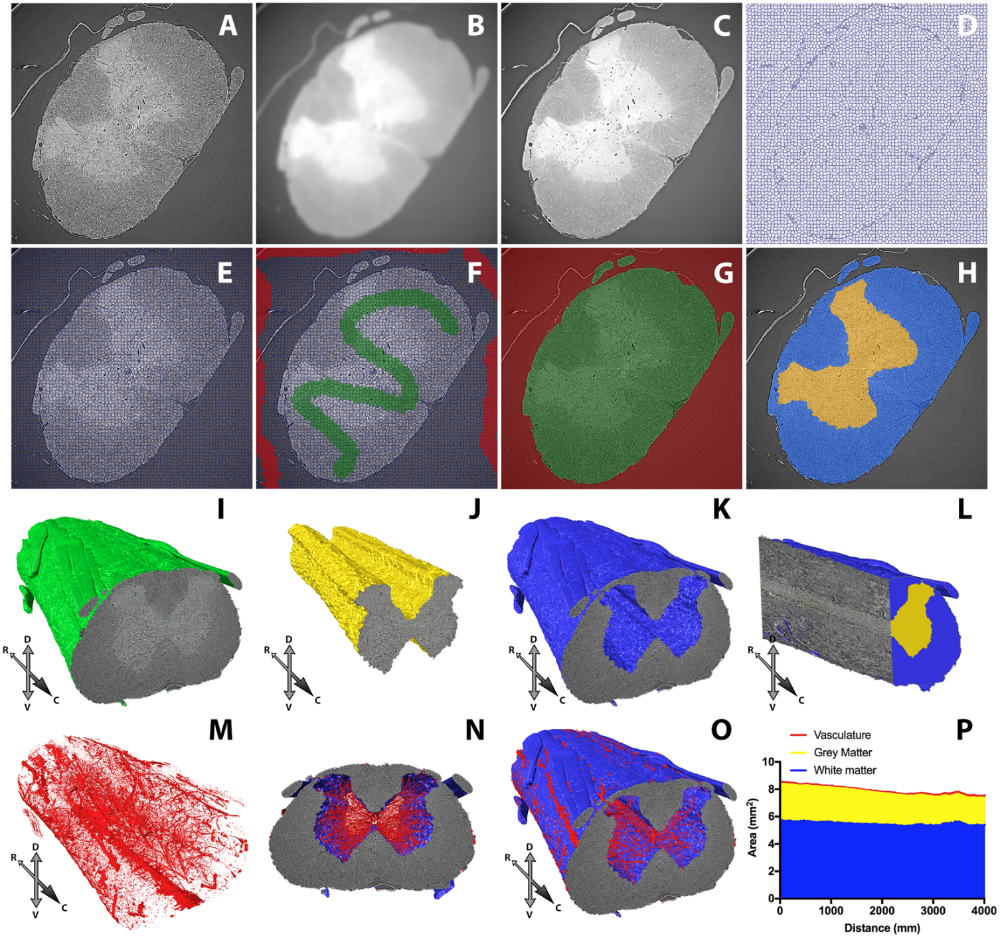 A
B
C
D
E
F
G
H
I
J
K
L
D
R
C
V
D
R
C
V
D
R
C
V
D
R
C
V
M
N
O
P
D
R
C
V
D
R
C
V
Vasculature
Grey Matter
White matter
Area (mm²)
10
8
6
4
2
0
0 1000 2000 3000 4000
Distance (mm)